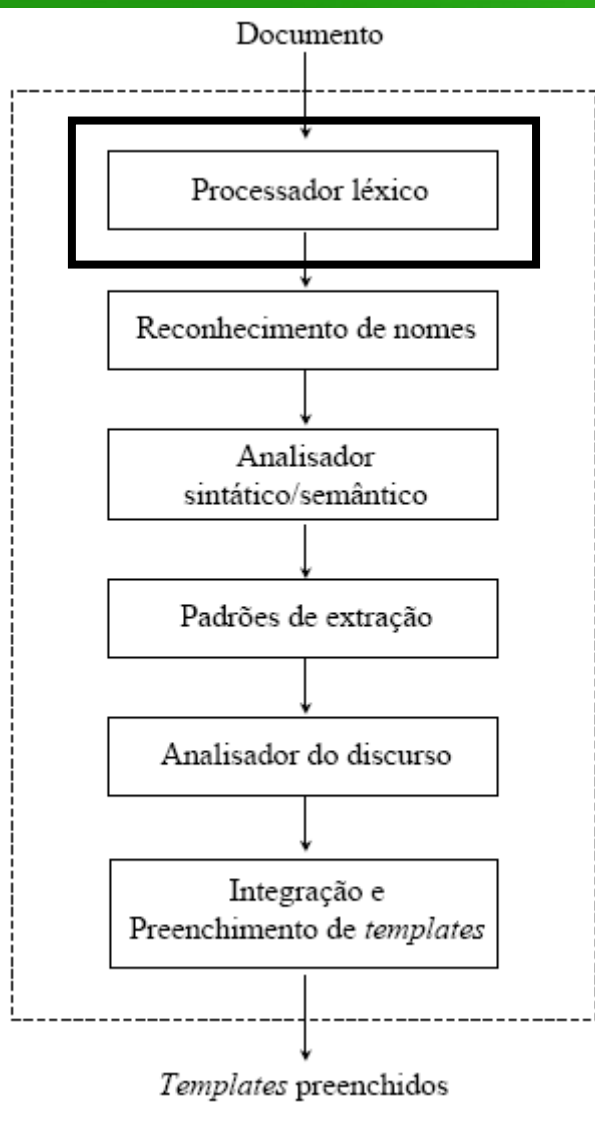 Documento
Processador léxico
Reconhecimento de nomes
Analisador
sintático/semântico
Padrões de extração
Analisador do discurso
Integração e
Preenchimento de templates
Templates preenchidos